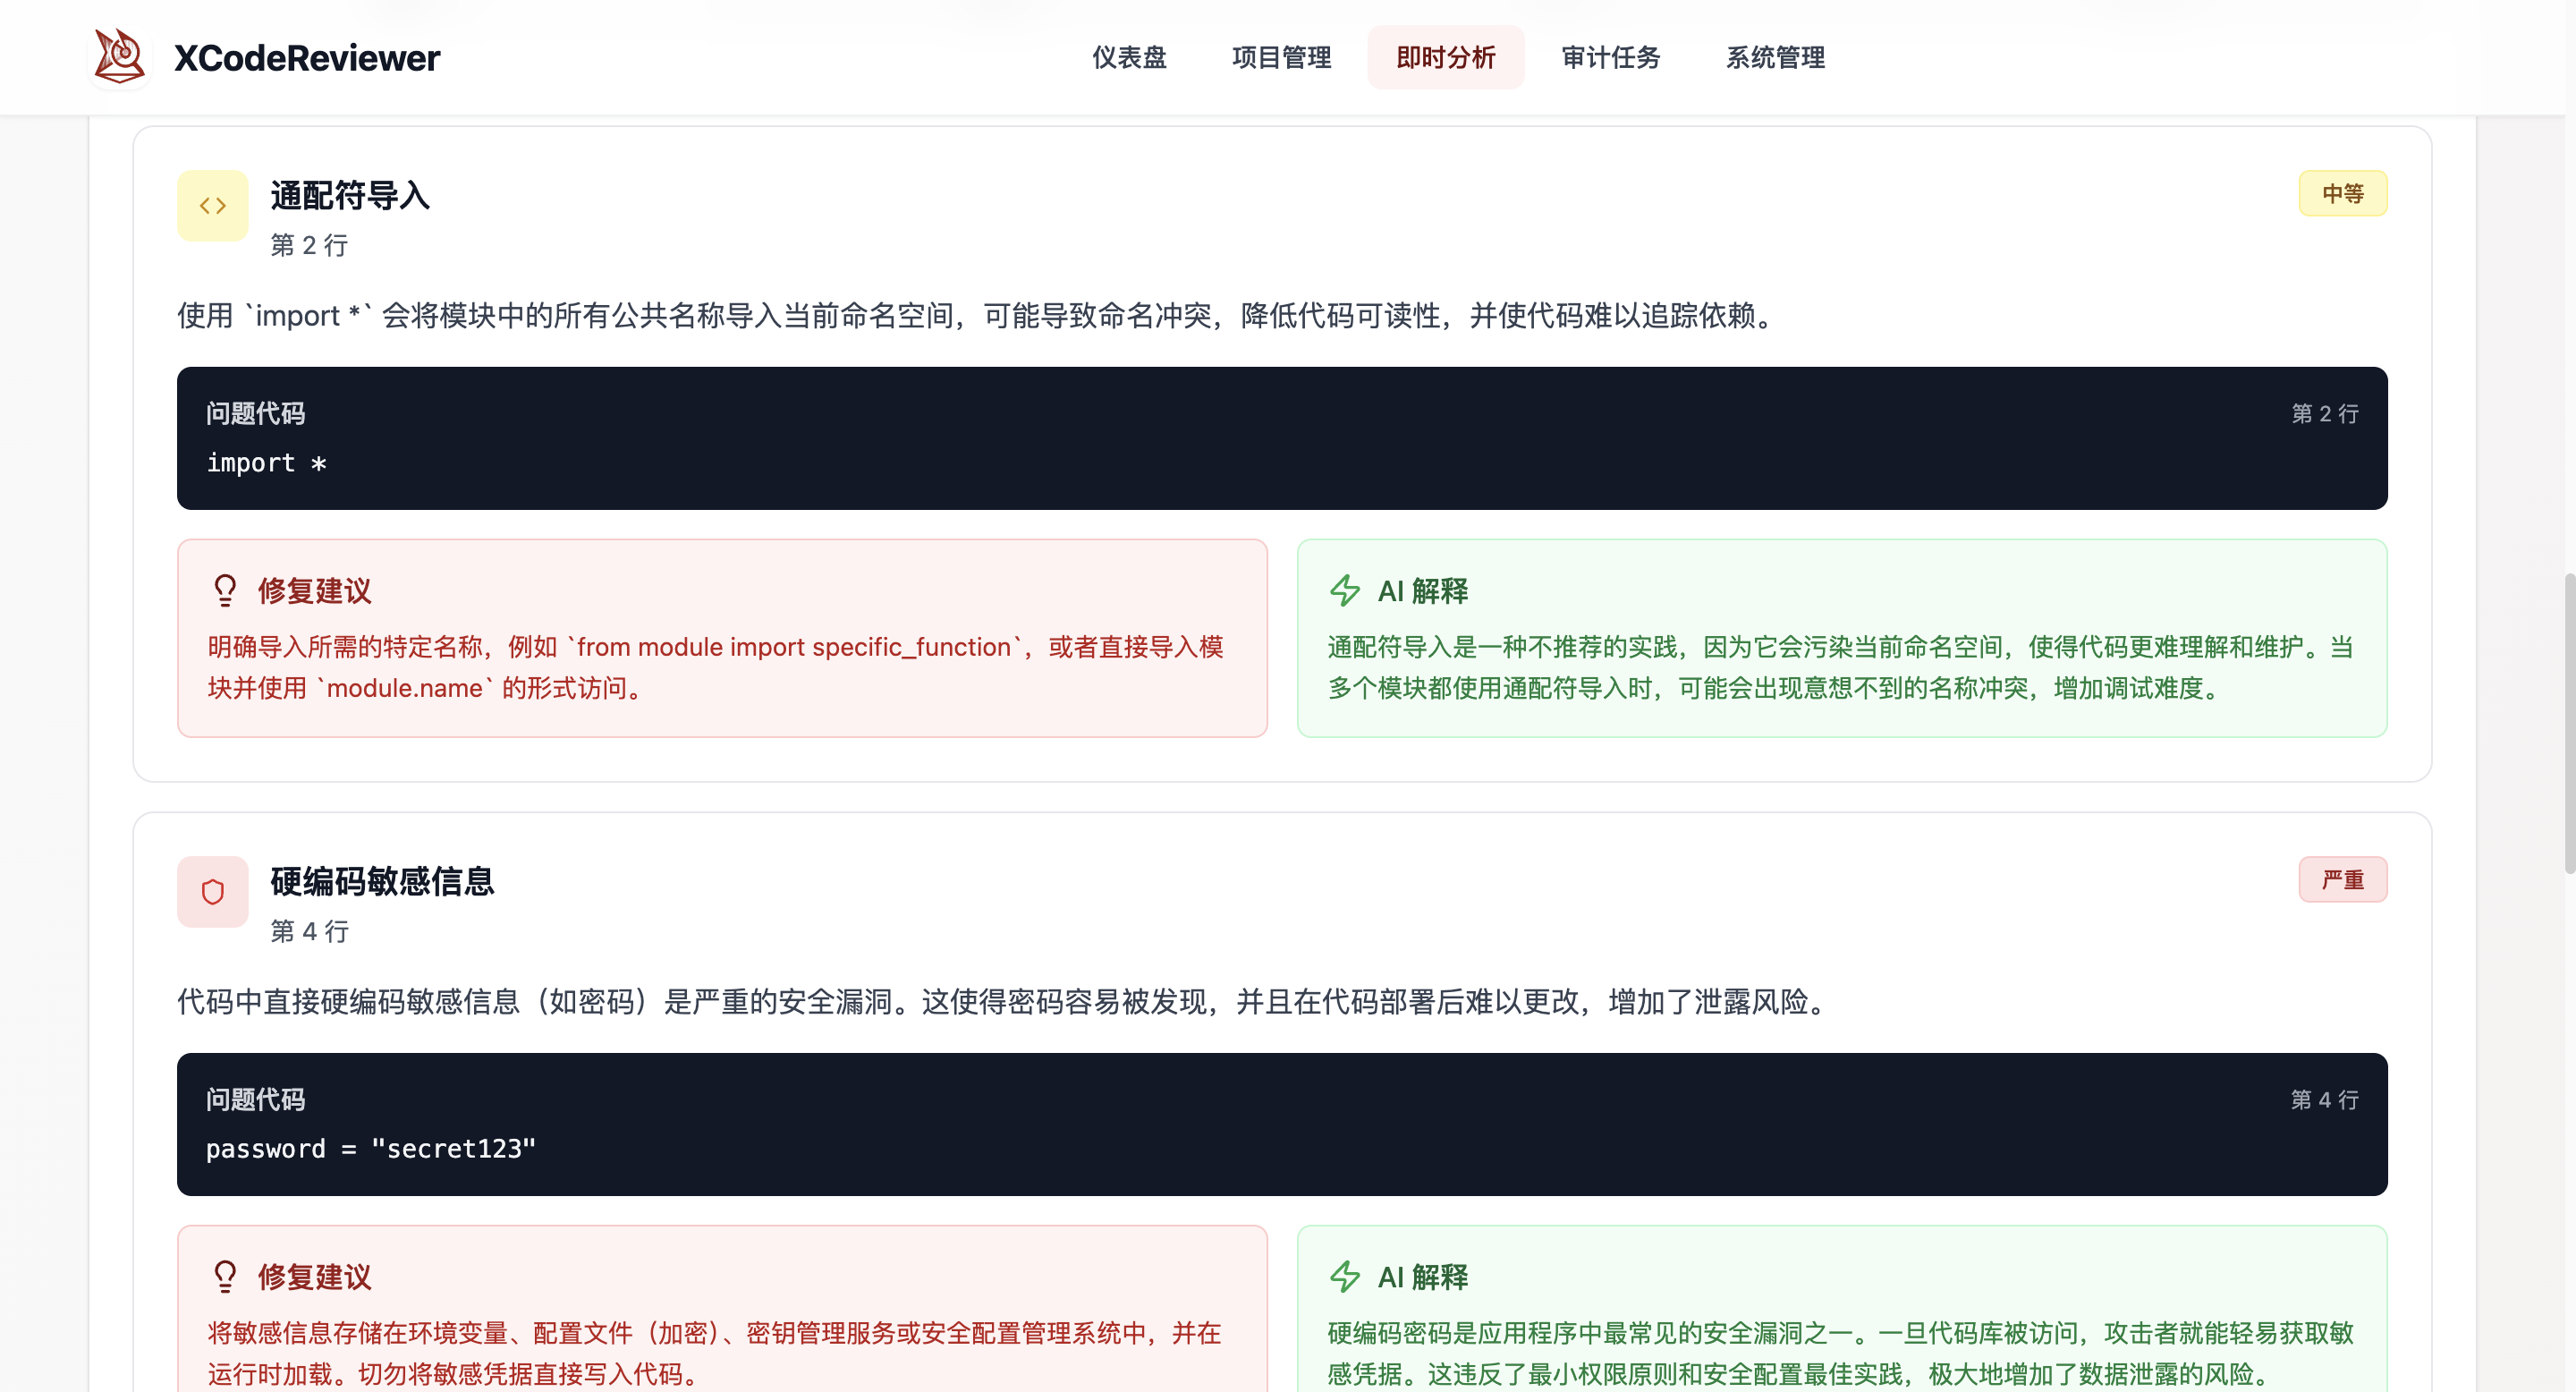 XCodeReviewer
仪表盘 项目管理 即时分析 审计任务 系统管理
通配符导入
中等
第 2 行
使用 `import *` 会将模块中的所有公共名称导入当前命名空间，可能导致命名冲突，降低代码可读性，并使代码难以追踪依赖。
问题代码
第 2 行
import *
修复建议
明确导入所需的特定名称，例如 `from module import specific_function`，或者直接导入模
块并使用 `module.name` 的形式访问。
AI 解释
通配符导入是一种不推荐的实践，因为它会污染当前命名空间，使得代码更难理解和维护。当
多个模块都使用通配符导入时，可能会出现意想不到的名称冲突，增加调试难度。
硬编码敏感信息
严重
第 4 行
代码中直接硬编码敏感信息（如密码）是严重的安全漏洞。这使得密码容易被发现，并且在代码部署后难以更改，增加了泄露风险。
问题代码
第 4 行
password = "secret123"
修复建议
将敏感信息存储在环境变量、配置文件（加密）、密钥管理服务或安全配置管理系统中，并在
运行时加载。切勿将敏感凭据直接写入代码。
AI 解释
硬编码密码是应用程序中最常见的安全漏洞之一。一旦代码库被访问，攻击者就能轻易获取敏
感凭据。这违反了最小权限原则和安全配置最佳实践，极大地增加了数据泄露的风险。